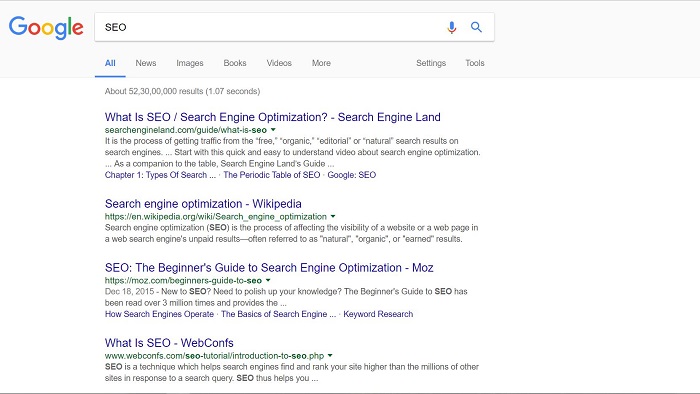 Google SEO
All News Images Books Videos More Settings Tools
About 52,30,00,000 results (1.07 seconds)
What Is SEO / Search Engine Optimization? - Search Engine Land
searchengineland.com/guide/what-is-seo
It is the process of getting traffic from the “free,” “organic,” “editorial” or “natural” search results on
search engines. ... Start with this quick and easy to understand video about search engine optimization.
... As a companion to the table, Search Engine Land's Guide ...
Chapter 1: Types Of Search ... · The Periodic Table of SEO · Google: SEO
Search engine optimization - Wikipedia
https://en.wikipedia.org/wiki/Search_engine_optimization
Search engine optimization (SEO) is the process of affecting the visibility of a website or a web page in
a web search engine's unpaid results—often referred to as "natural", "organic", or "earned" results.
SEO: The Beginner's Guide to Search Engine Optimization - Moz
https://moz.com/beginners-guide-to-seo
Dec 18, 2015 - New to SEO? Need to polish up your knowledge? The Beginner's Guide to SEO has
been read over 3 million times and provides the ...
How Search Engines Operate · The Basics of Search Engine ... · Keyword Research
What Is SEO - WebConfs
www.webconfs.com/seo-tutorial/introduction-to-seo.php
SEO is a technique which helps search engines find and rank your site higher than the millions of other
sites in response to a search query. SEO thus helps you ...